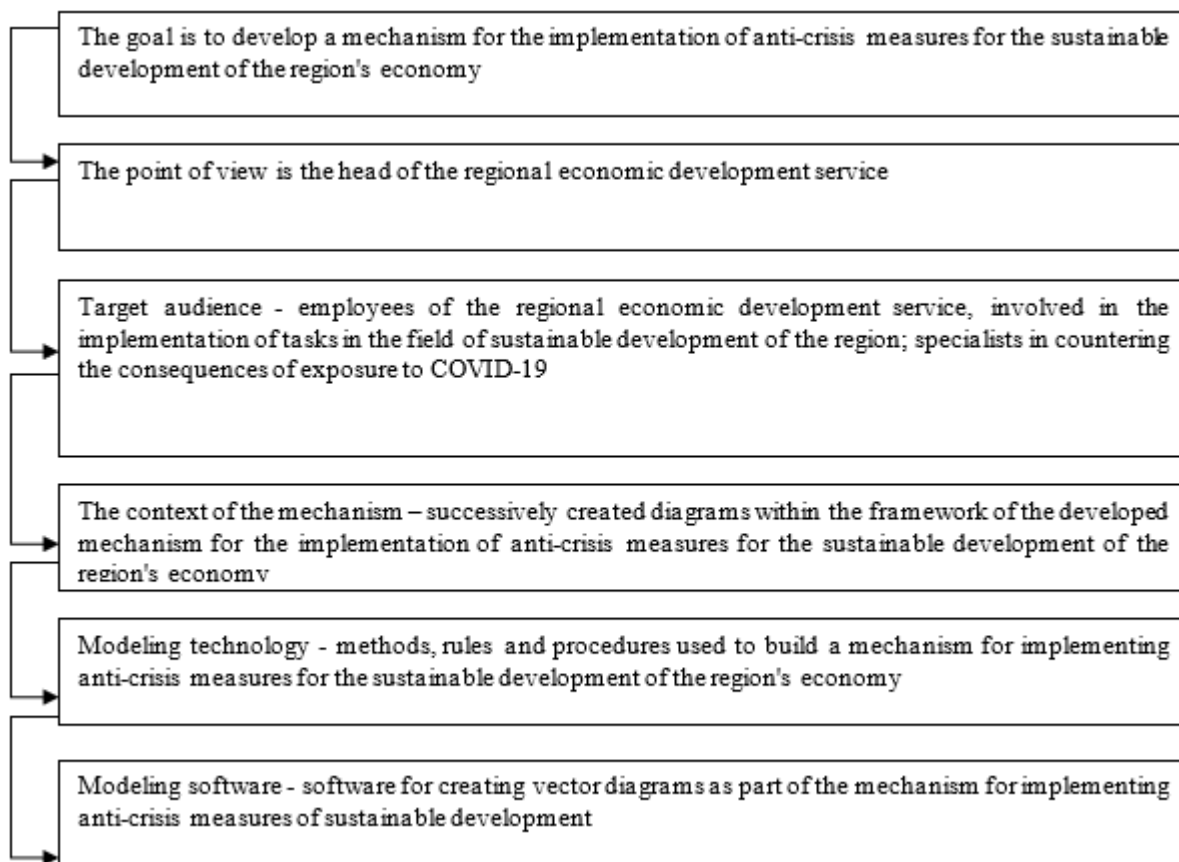 The goal is to develop a mechanism for the implementation of anti-crisis measures for the sustainable
development of the region's economy
The point of view is the head of the regional economic development service
Target audience - employees of the regional economic development service, involved in the
implementation of tasks in the field of sustainable development of the region; specialists in countering
the consequences of exposure to COVID-19
The context of the mechanism – successively created diagrams within the framework of the developed
mechanism for the implementation of anti-crisis measures for the sustainable development of the
region's economy
Modeling technology - methods, rules and procedures used to build a mechanism for implementing
anti-crisis measures for the sustainable development of the region's economy
Modeling software - software for creating vector diagrams as part of the mechanism for implementing
anti-crisis measures of sustainable development